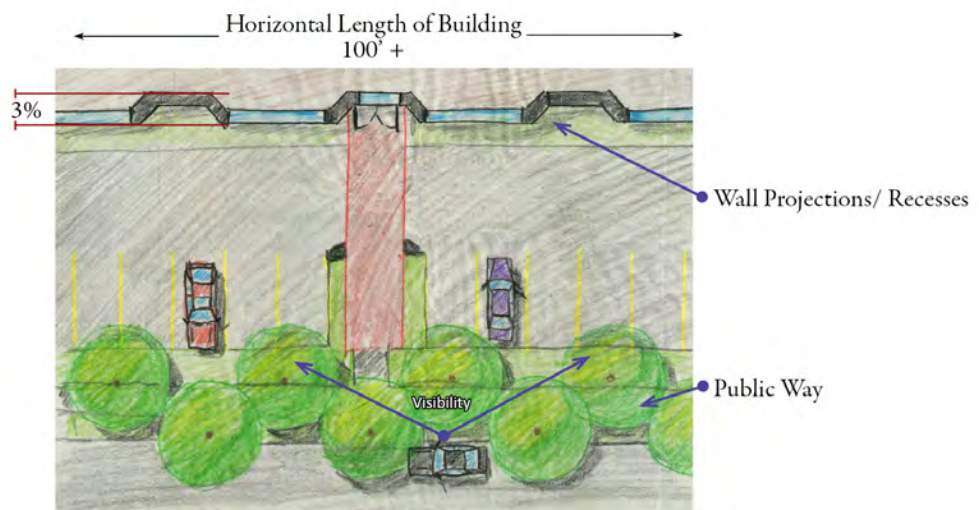 Horizontal Length of Building
100' +
3%
Wall Projections/ Recesses
Public Way
Visibility